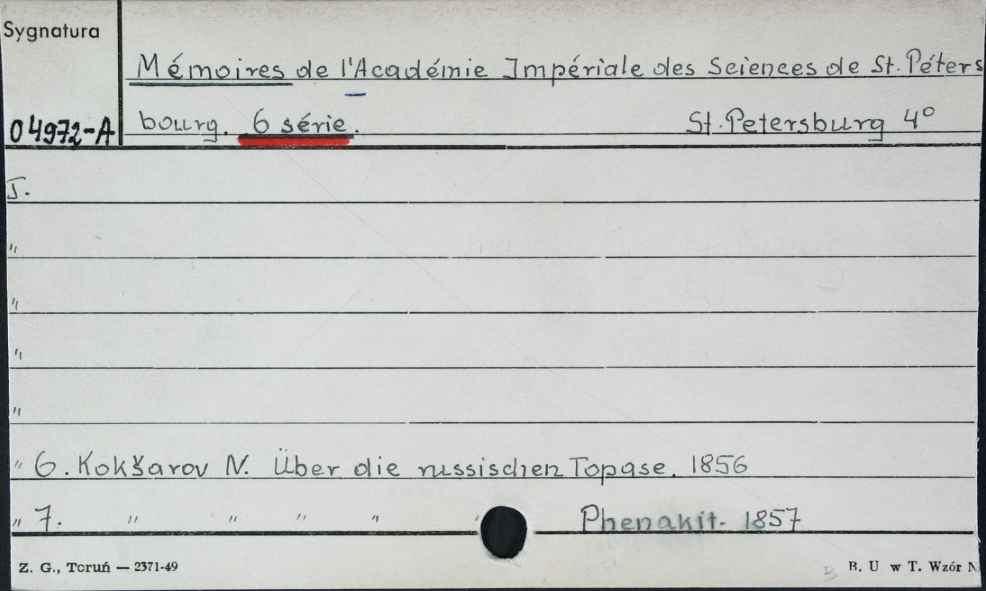 Sygnatura
Mémoires de l'Académie Impériale des Sciences de St. Péters
04972-A bourg. 6 série. St. Petersburg 4°
I.
"
"
"
"
" 6. Kokšarov N. Über die russischen Topase. 1856
" 7. " " " " " Phenakit. 1857
Z. G., Toruń — 2371-49 B. U w T. Wzór N